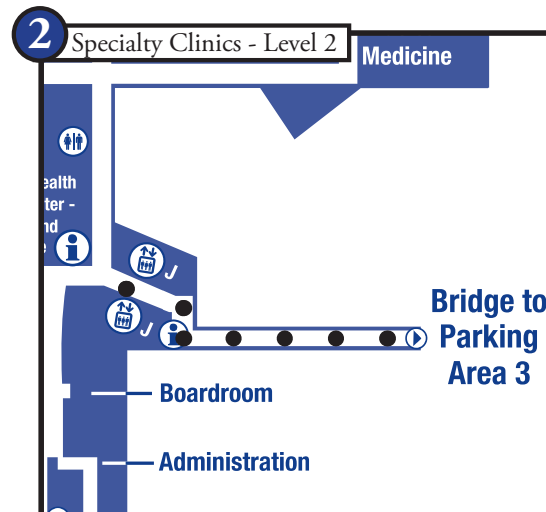 2
Specialty Clinics - Level 2
Medicine
ealth
ter -
nd
e
i
J
J
i
Bridge to
Parking
Area 3
Boardroom
Administration